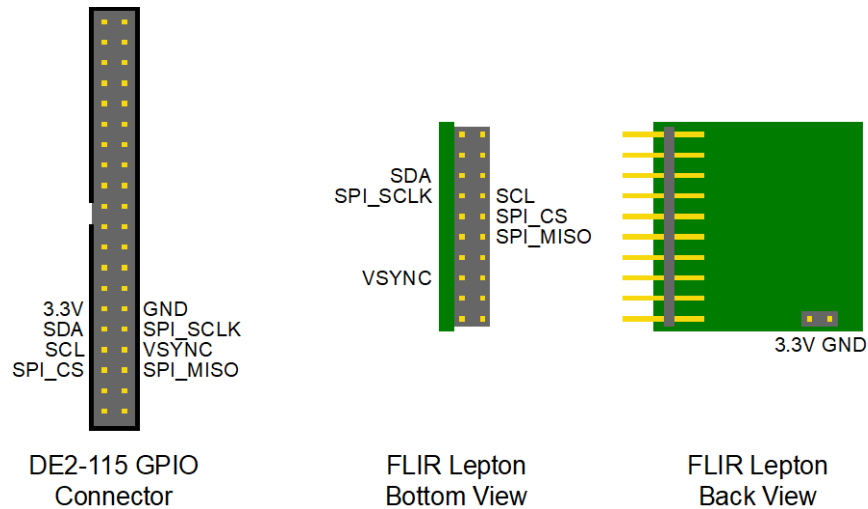 3.3V GND
SDA SPI_SCLK
SCL VSYNC
SPI_CS SPI_MISO
DE2-115 GPIO
Connector
SDA
SPI_SCLK SCL
SPI_CS
SPI_MISO
VSYNC
FLIR Lepton
Bottom View
3.3V GND
FLIR Lepton
Back View